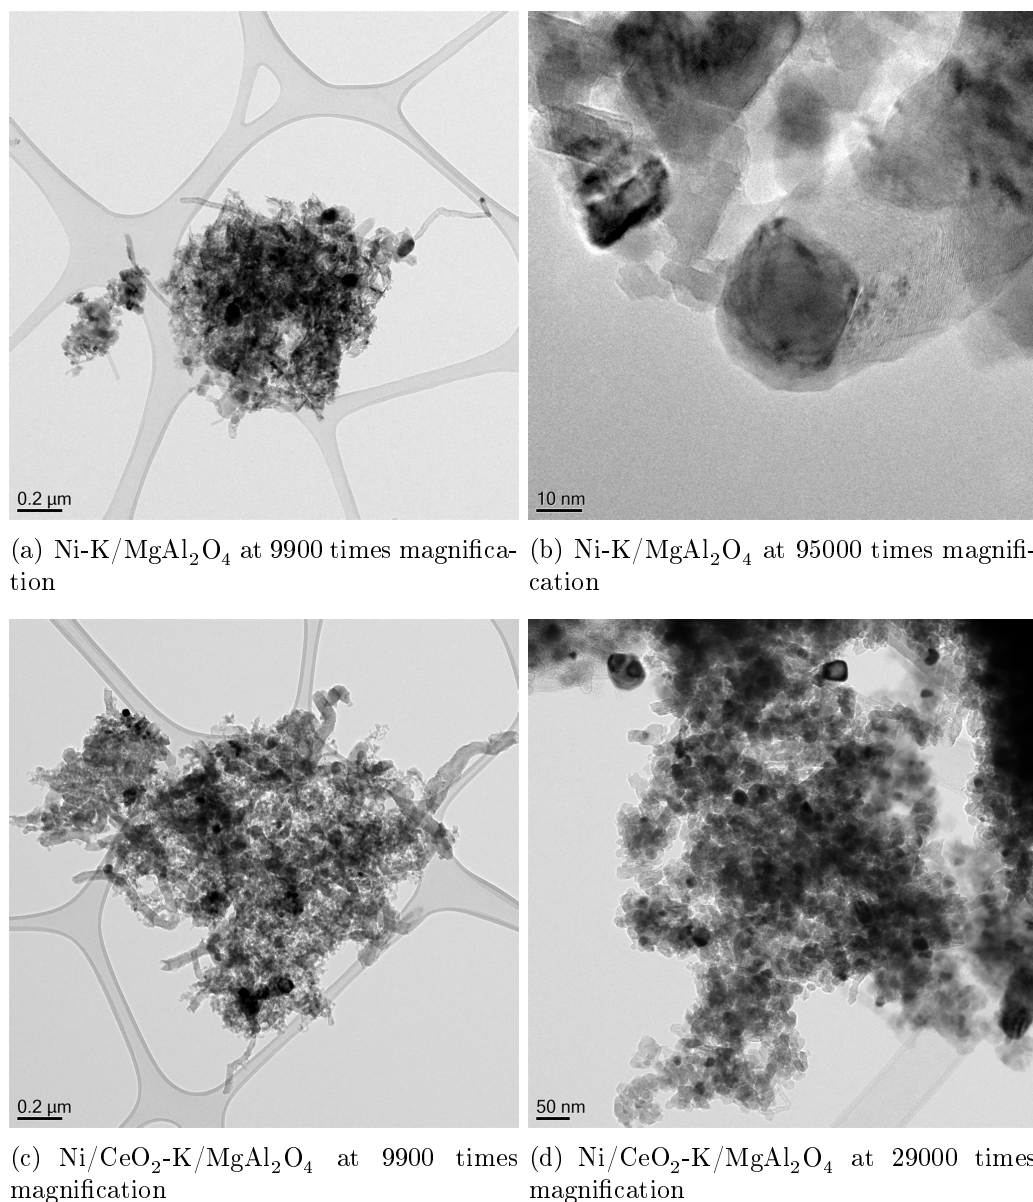 0.2 µm
10 nm
(a) Ni-K/MgAl₂O₄ at 9900 times magnifica-
tion
(b) Ni-K/MgAl₂O₄ at 95000 times magnifi-
cation
0.2 µm
50 nm
(c) Ni/CeO₂-K/MgAl₂O₄ at 9900 times
magnification
(d) Ni/CeO₂-K/MgAl₂O₄ at 29000 times
magnification